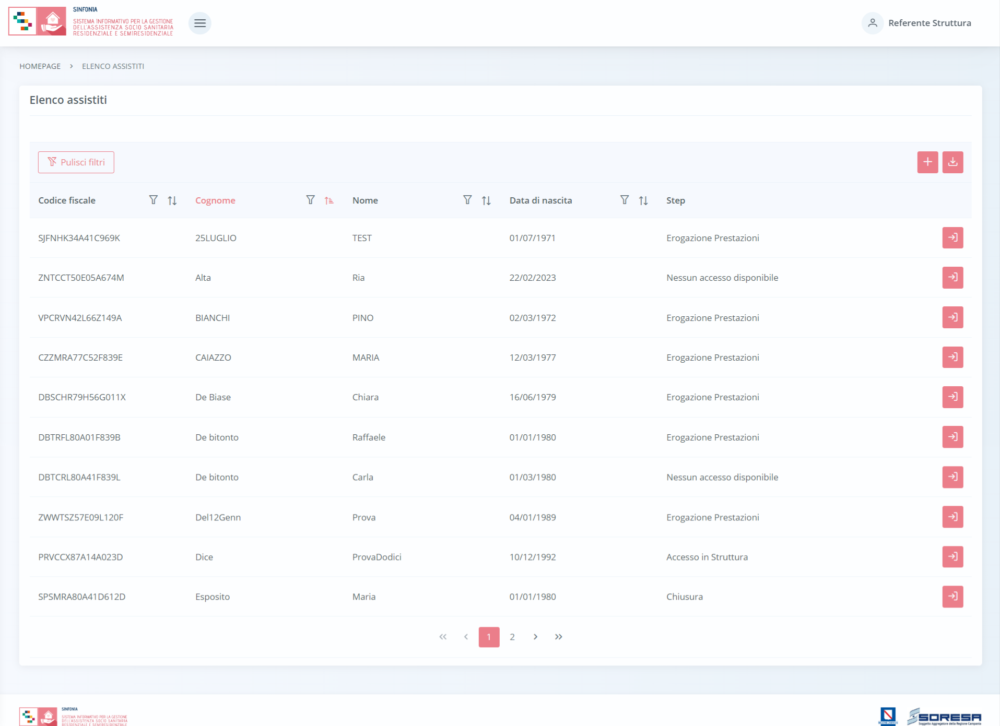 SINFONIA
SISTEMA INFORMATIVO PER LA GESTIONE
DELL'ASSISTENZA SOCIO SANITARIA
RESIDENZIALE E SEMIRESIDENZIALE
Referente Struttura
HOMEPAGE > ELENCO ASSISTITI
Elenco assistiti
Pulisci filtri
Codice fiscale Cognome Nome Data di nascita Step
SJFNHK34A41C969K 25LUGLIO TEST 01/07/1971 Erogazione Prestazioni
ZNTCCT50E05A674M Alta Ria 22/02/2023 Nessun accesso disponibile
VPCRVN42L66Z149A BIANCHI PINO 02/03/1972 Erogazione Prestazioni
CZZMRA77C52F839E CAIAZZO MARIA 12/03/1977 Erogazione Prestazioni
DBSCHR79H56G011X De Biase Chiara 16/06/1979 Erogazione Prestazioni
DBTRFL80A01F839B De bitonto Raffaele 01/01/1980 Erogazione Prestazioni
DBTCRL80A41F839L De bitonto Carla 01/03/1980 Nessun accesso disponibile
ZWWTSZ57E09L120F Del12Genn Prova 04/01/1989 Erogazione Prestazioni
PRVCCX87A14A023D Dice ProvaDodici 10/12/1992 Accesso in Struttura
SPSMRA80A41D612D Esposito Maria 01/01/1980 Chiusura
« < 1 2 > »
SINFONIA
SISTEMA INFORMATIVO PER LA GESTIONE
DELL'ASSISTENZA SOCIO SANITARIA
RESIDENZIALE E SEMIRESIDENZIALE
REGIONE CAMPANIA
SORESA
Soggetto Aggregatore della Regione Campania